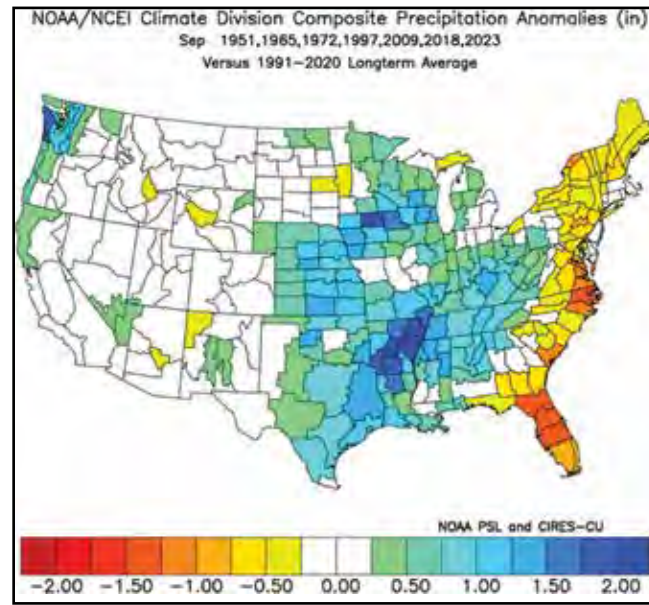 NOAA/NCEI Climate Division Composite Precipitation Anomalies (in)
Sep 1951,1965,1972,1997,2009,2018,2023
Versus 1991-2020 Longterm Average
NOAA PSL and CIRES-CU
-2.00 -1.50 -1.00 -0.50 0.00 0.50 1.00 1.50 2.00